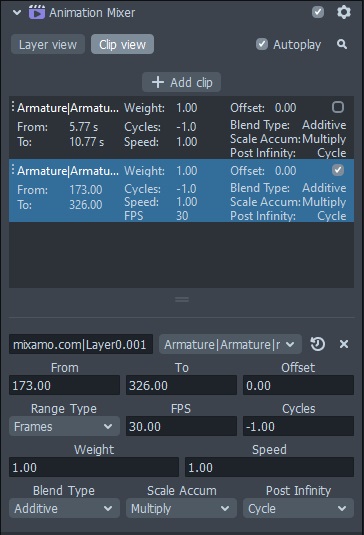 Animation Mixer
Layer view Clip view Autoplay
+ Add clip
Armature|Armatu... Weight: 1.00 Offset: 0.00
From: 5.77 s Cycles: -1.0 Blend Type: Additive
To: 10.77 s Speed: 1.00 Scale Accum: Multiply
Post Infinity: Cycle
Armature|Armatu... Weight: 1.00 Offset: 0.00
From: 173.00 Cycles: -1.0 Blend Type: Additive
To: 326.00 Speed: 1.00 Scale Accum: Multiply
FPS 30 Post Infinity: Cycle
mixamo.com|Layer0.001 Armature|Armature|r
From To Offset
173.00 326.00 0.00
Range Type FPS Cycles
Frames 30.00 -1.00
Weight Speed
1.00 1.00
Blend Type Scale Accum Post Infinity
Additive Multiply Cycle